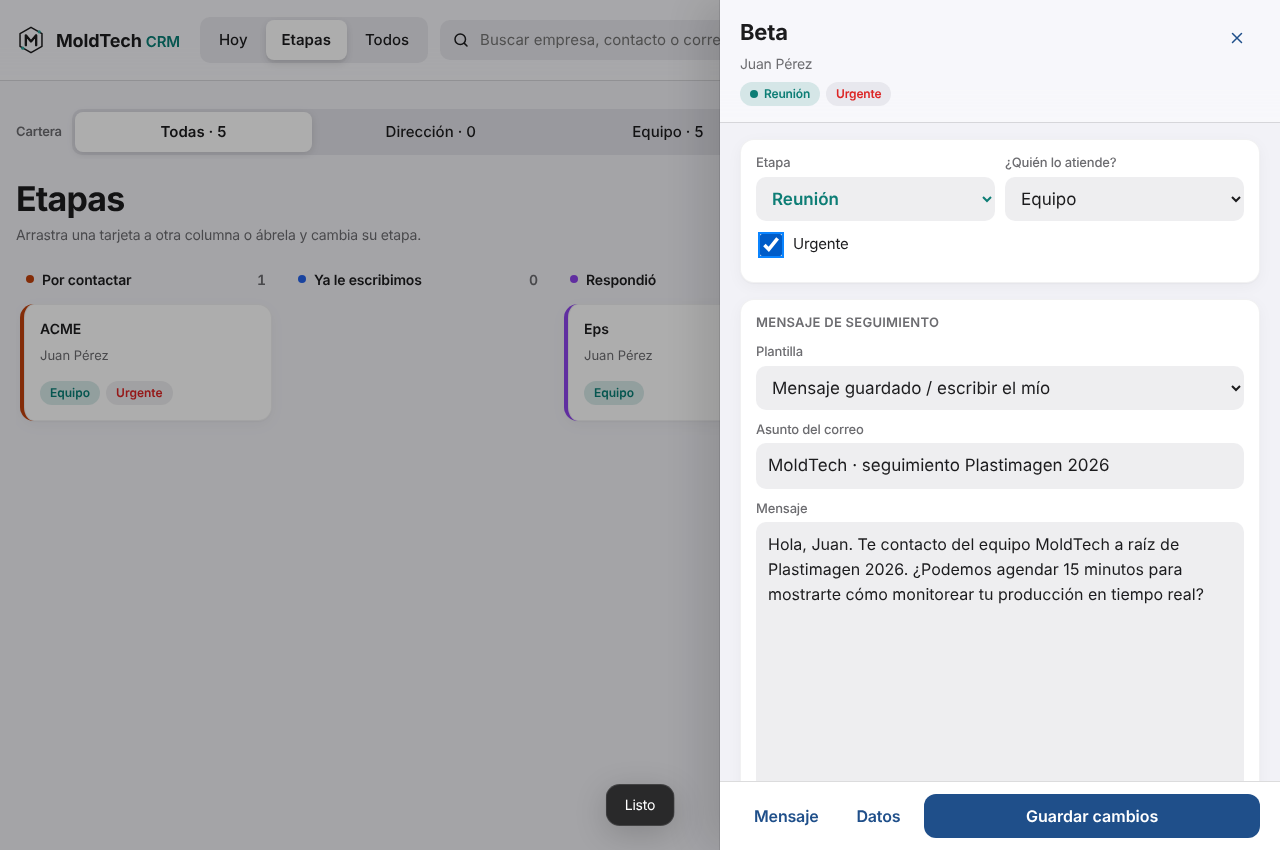 MoldTech CRM
Hoy
Etapas
Todos
Buscar empresa, contacto o corre
Cartera
Todas · 5
Dirección · 0
Equipo · 5
Etapas
Arrastra una tarjeta a otra columna o ábrela y cambia su etapa.
Por contactar 1
Ya le escribimos 0
Respondió
ACME
Juan Pérez
Equipo Urgente
Eps
Juan Pérez
Equipo
Listo
Beta
Juan Pérez
Reunión Urgente
Etapa
Reunión
¿Quién lo atiende?
Equipo
Urgente
MENSAJE DE SEGUIMIENTO
Plantilla
Mensaje guardado / escribir el mío
Asunto del correo
MoldTech · seguimiento Plastimagen 2026
Mensaje
Hola, Juan. Te contacto del equipo MoldTech a raíz de
Plastimagen 2026. ¿Podemos agendar 15 minutos para
mostrarte cómo monitorear tu producción en tiempo real?
Mensaje
Datos
Guardar cambios